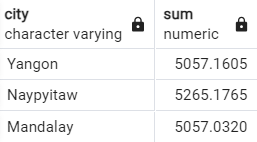 city sum
character varying numeric
Yangon 5057.1605
Naypyitaw 5265.1765
Mandalay 5057.0320